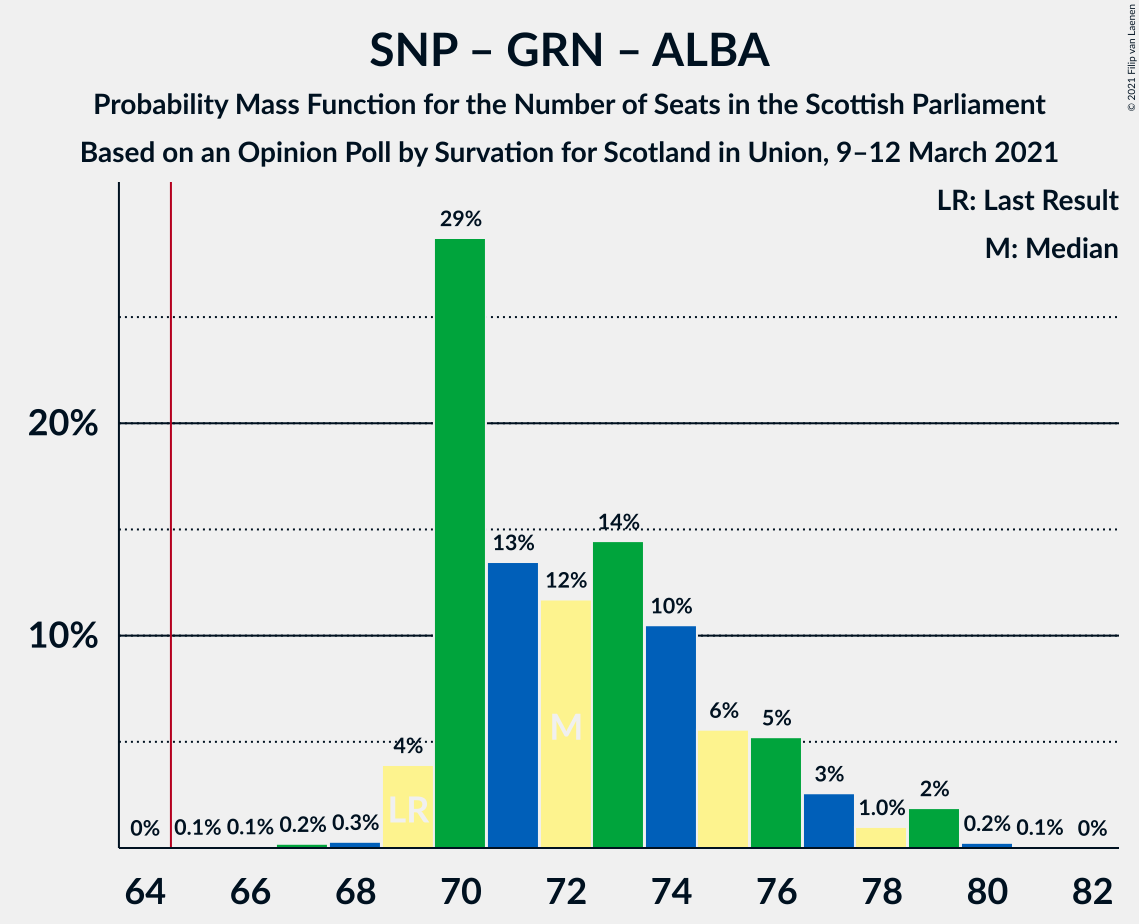 SNP – GRN – ALBA
Probability Mass Function for the Number of Seats in the Scottish Parliament
Based on an Opinion Poll by Survation for Scotland in Union, 9–12 March 2021
© 2021 Filip van Laenen
LR: Last Result
M: Median
20%
10%
0%
0.1%
0.1%
0.2%
0.3%
4%
29%
13%
12%
14%
10%
6%
5%
3%
1.0%
2%
0.2%
0.1%
0%
LR
M
64 66 68 70 72 74 76 78 80 82